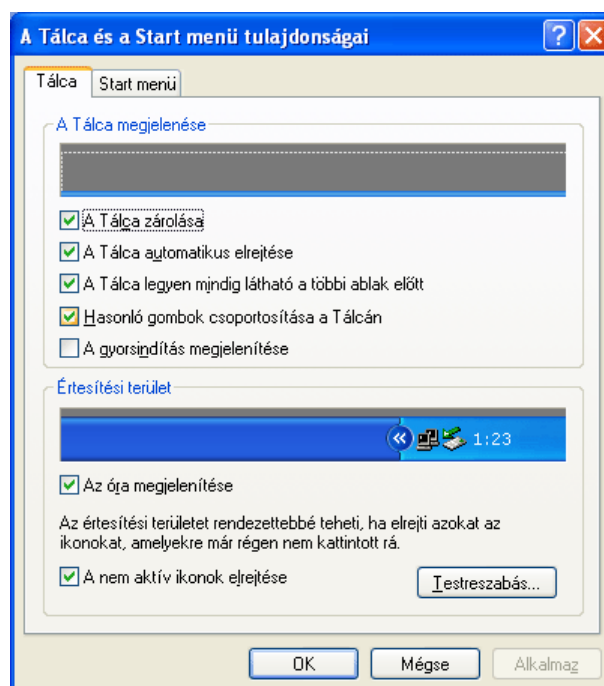 A Tálca és a Start menü tulajdonságai
Tálca
Start menü
A Tálca megjelenése
A Tálca zárolása
A Tálca automatikus elrejtése
A Tálca legyen mindig látható a többi ablak előtt
Hasonló gombok csoportosítása a Tálcán
A gyorsindítás megjelenítése
Értesítési terület
1:23
Az óra megjelenítése
Az értesítési területet rendezettebbé teheti, ha elrejti azokat az
ikonokat, amelyekre már régen nem kattintott rá.
A nem aktív ikonok elrejtése
Testreszabás...
OK
Mégse
Alkalmaz